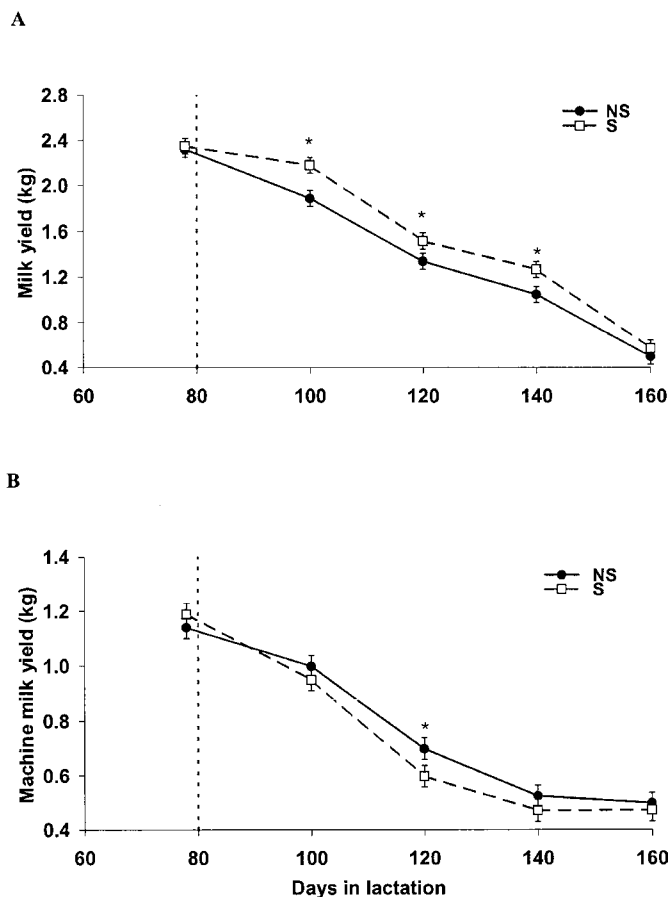 A
2.8
2.4
2.0
1.6
1.2
0.8
0.4
Milk yield (kg)
NS
S
*
*
*
60 80 100 120 140 160
B
1.4
1.2
1.0
0.8
0.6
0.4
Machine milk yield (kg)
NS
S
*
60 80 100 120 140 160
Days in lactation